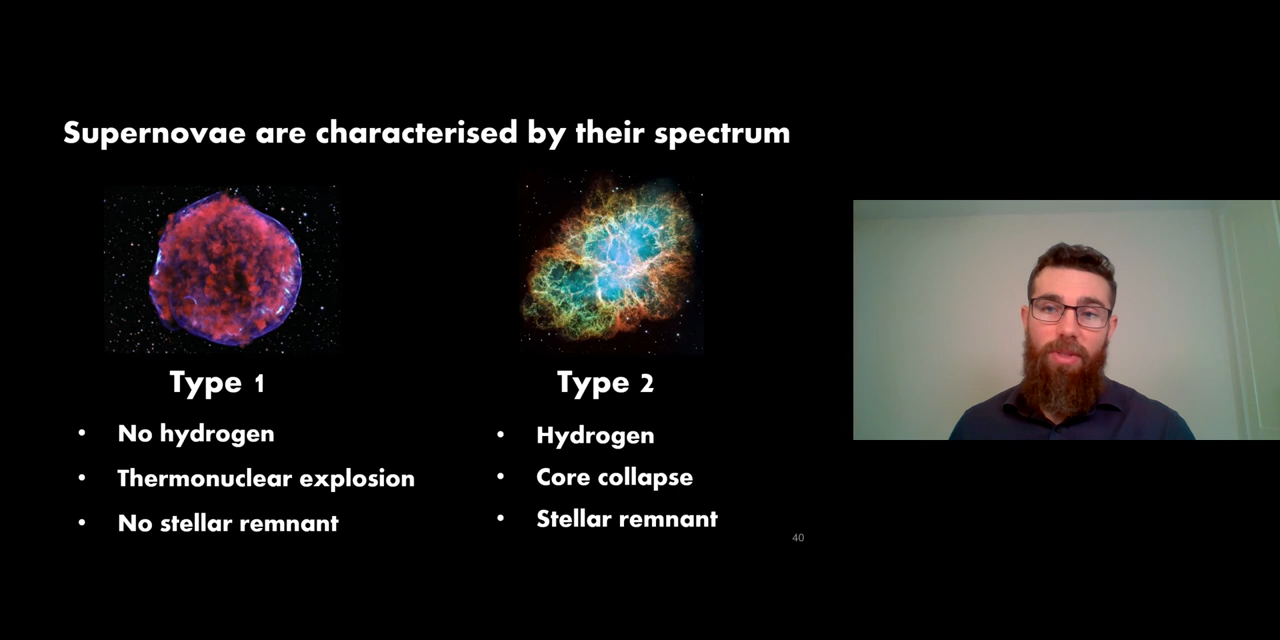 Supernovae are characterised by their spectrum
Type 1
• No hydrogen
• Thermonuclear explosion
• No stellar remnant
Type 2
• Hydrogen
• Core collapse
• Stellar remnant
40